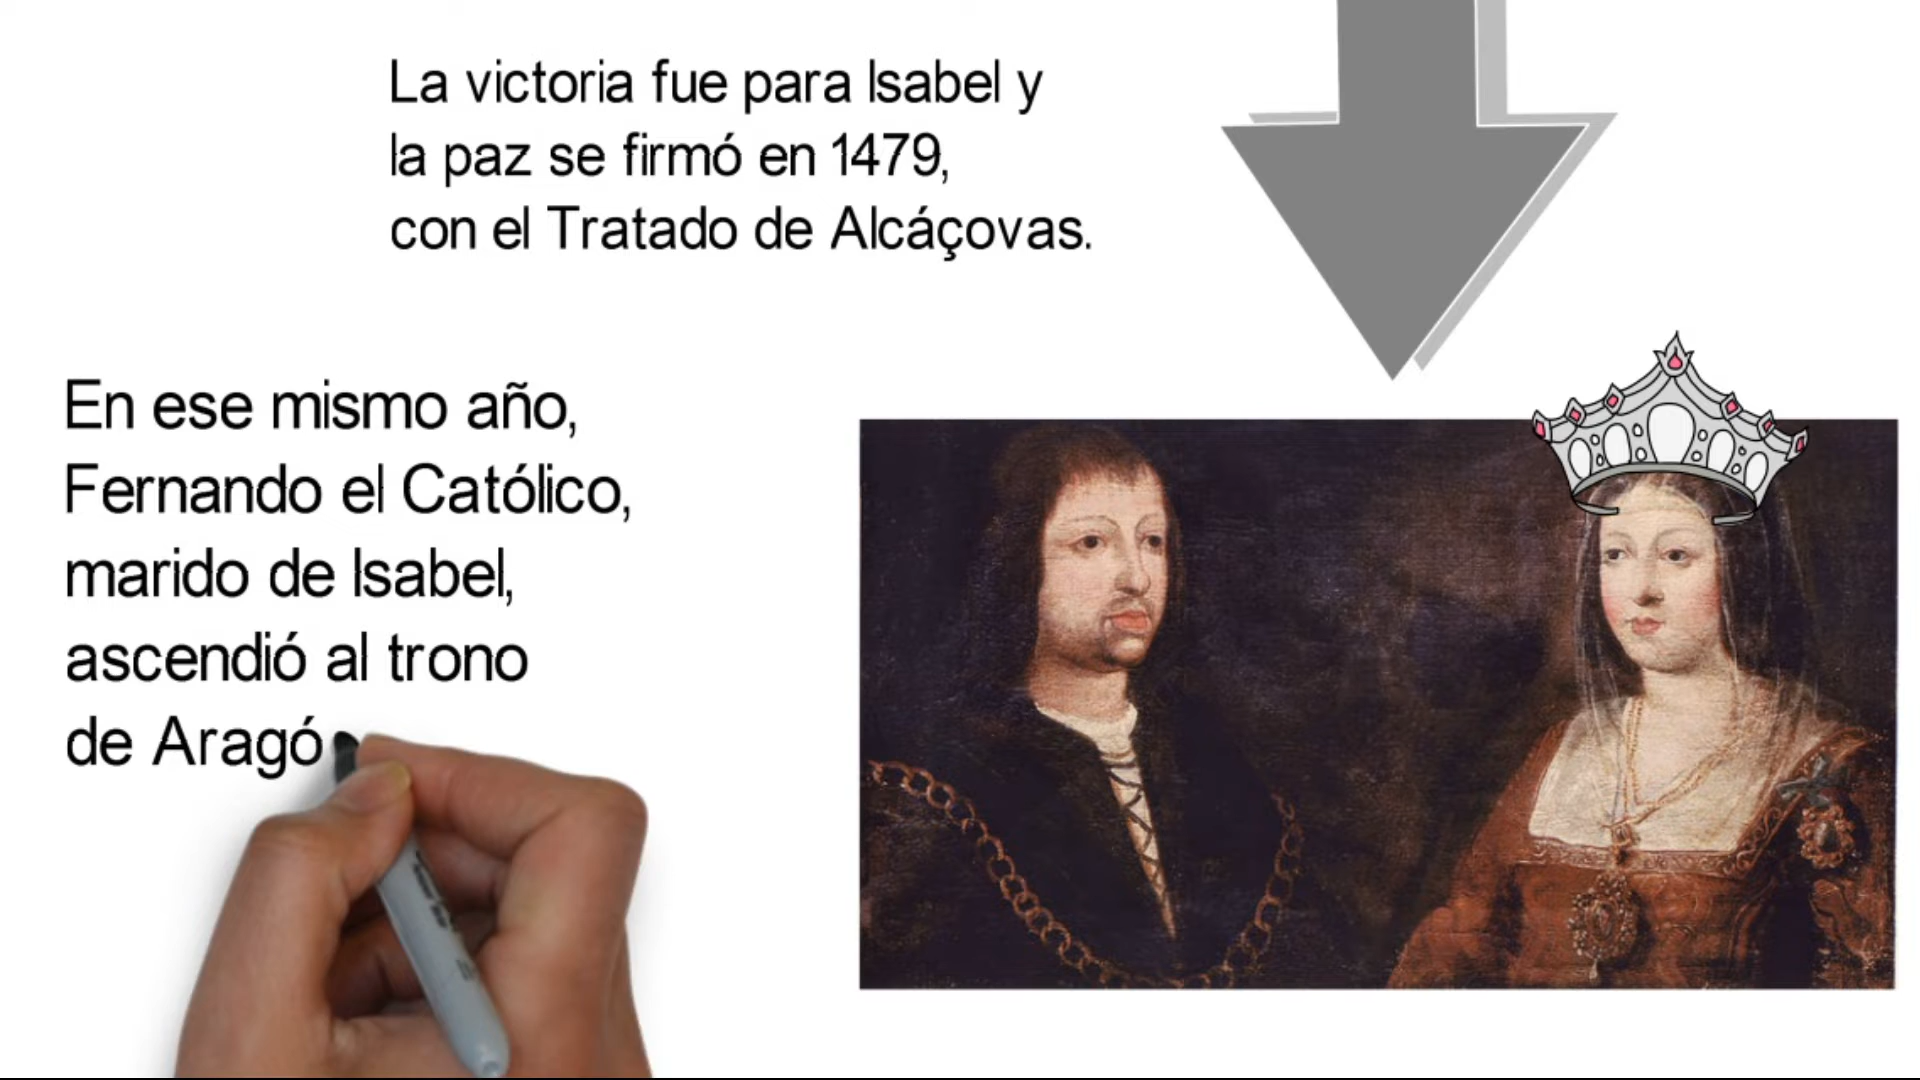 La victoria fue para Isabel y
la paz se firmó en 1479,
con el Tratado de Alcáçovas.
En ese mismo año,
Fernando el Católico,
marido de Isabel,
ascendió al trono
de Aragó